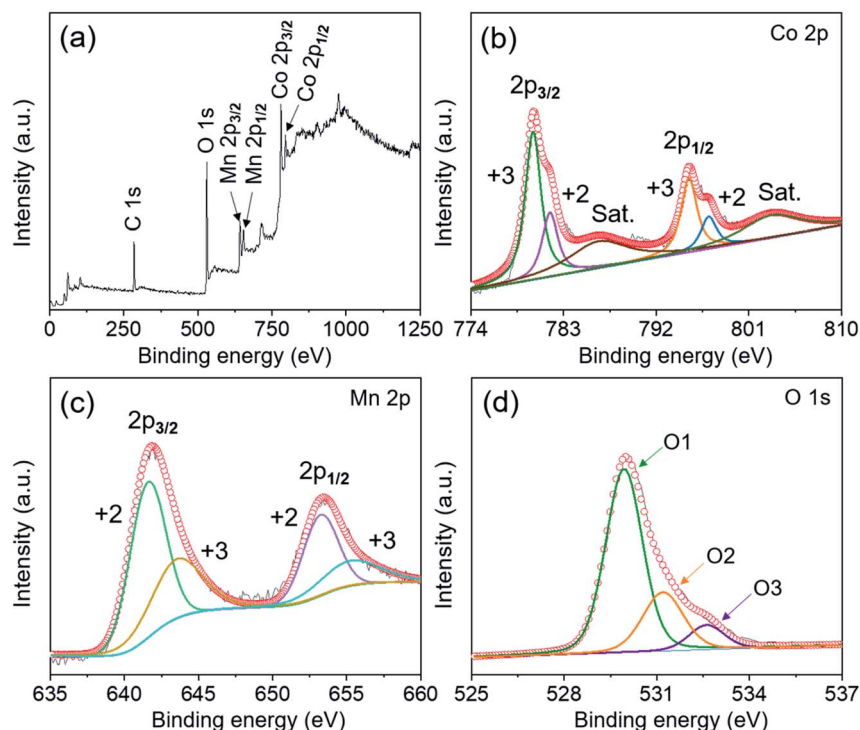 (a)
C 1s
O 1s
Mn 2p3/2
Mn 2p1/2
Co 2p3/2
Co 2p1/2
Intensity (a.u.)
0 250 500 750 1000 1250
Binding energy (eV)
(b)
Co 2p
2p3/2
+3
+2
Sat.
2p1/2
+3
+2
Sat.
Intensity (a.u.)
774 783 792 801 810
Binding energy (eV)
(c)
Mn 2p
2p3/2
+2
+3
2p1/2
+2
+3
Intensity (a.u.)
635 640 645 650 655 660
Binding energy (eV)
(d)
O 1s
O1
O2
O3
Intensity (a.u.)
525 528 531 534 537
Binding energy (eV)